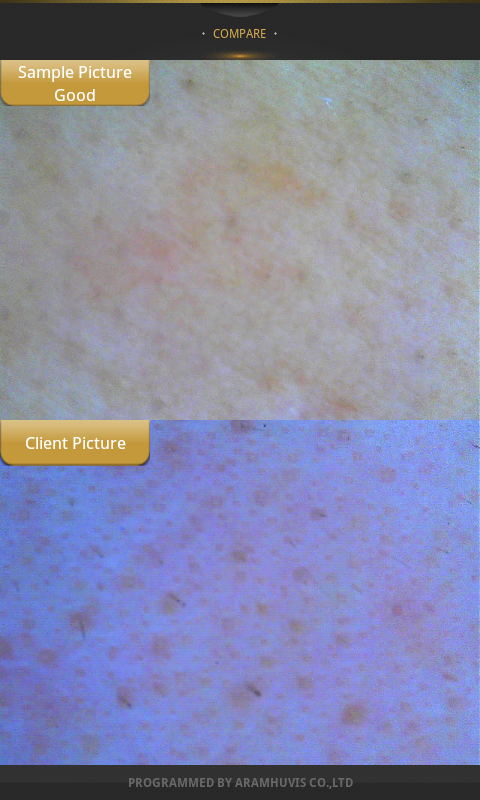 COMPARE
Sample Picture
Good
Client Picture
PROGRAMMED BY ARAMHUVIS CO.,LTD